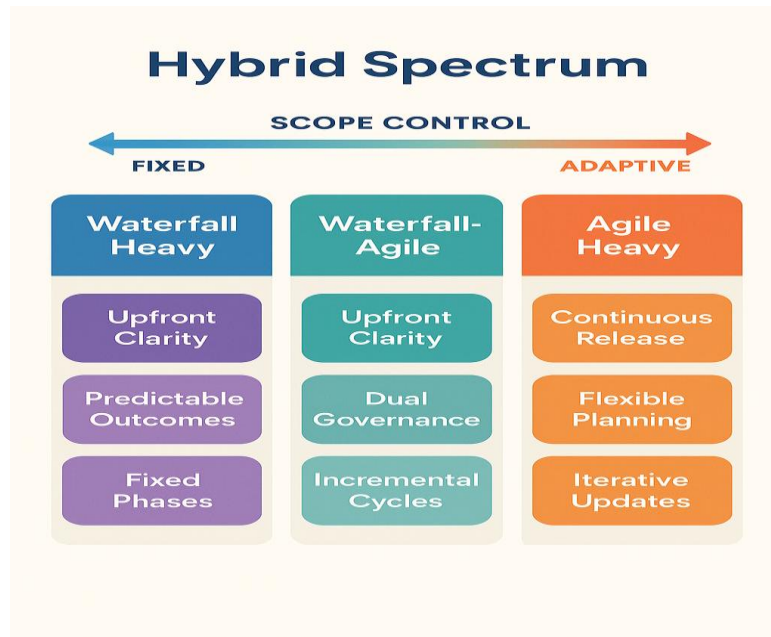 Hybrid Spectrum
SCOPE CONTROL
FIXED
ADAPTIVE
Waterfall
Heavy
Upfront
Clarity
Predictable
Outcomes
Fixed
Phases
Waterfall-
Agile
Upfront
Clarity
Dual
Governance
Incremental
Cycles
Agile
Heavy
Continuous
Release
Flexible
Planning
Iterative
Updates